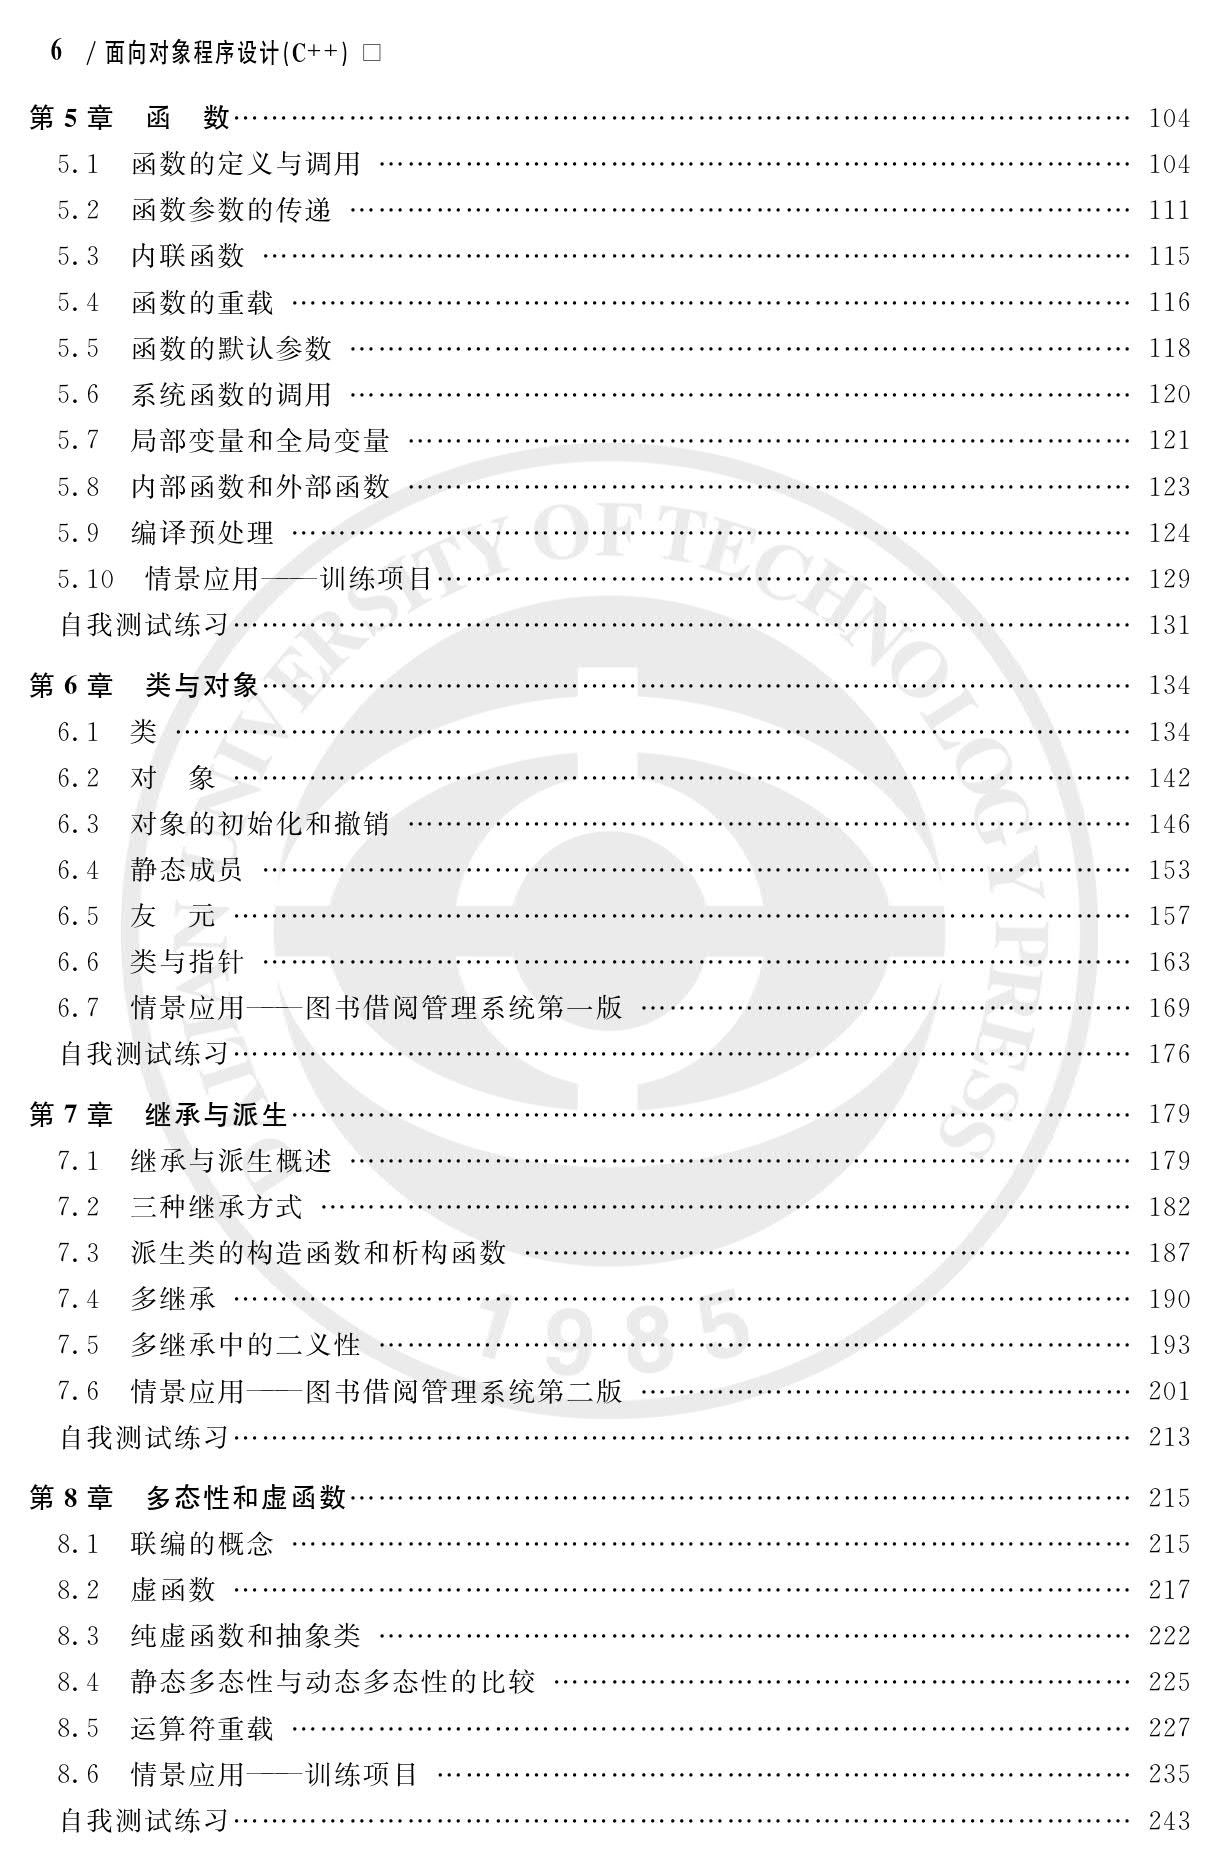 6 / 面向对象程序设计(C++) □
第 5 章 函 数…………………………………………………………………… 104
5.1 函数的定义与调用 ………………………………………………………… 104
5.2 函数参数的传递 …………………………………………………………… 111
5.3 内联函数 …………………………………………………………………… 115
5.4 函数的重载 ………………………………………………………………… 116
5.5 函数的默认参数 …………………………………………………………… 118
5.6 系统函数的调用 …………………………………………………………… 120
5.7 局部变量和全局变量 ……………………………………………………… 121
5.8 内部函数和外部函数 ……………………………………………………… 123
5.9 编译预处理 ………………………………………………………………… 124
5.10 情景应用——训练项目…………………………………………………… 129
自我测试练习…………………………………………………………………… 131
第 6 章 类与对象………………………………………………………………… 134
6.1 类 ………………………………………………………………………… 134
6.2 对 象 ……………………………………………………………………… 142
6.3 对象的初始化和撤销 ……………………………………………………… 146
6.4 静态成员 …………………………………………………………………… 153
6.5 友 元 ……………………………………………………………………… 157
6.6 类与指针 …………………………………………………………………… 163
6.7 情景应用——图书借阅管理系统第一版 ………………………………… 169
自我测试练习…………………………………………………………………… 176
第 7 章 继承与派生……………………………………………………………… 179
7.1 继承与派生概述 …………………………………………………………… 179
7.2 三种继承方式 ……………………………………………………………… 182
7.3 派生类的构造函数和析构函数 …………………………………………… 187
7.4 多继承 ……………………………………………………………………… 190
7.5 多继承中的二义性 ………………………………………………………… 193
7.6 情景应用——图书借阅管理系统第二版 ………………………………… 201
自我测试练习…………………………………………………………………… 213
第 8 章 多态性和虚函数………………………………………………………… 215
8.1 联编的概念 ………………………………………………………………… 215
8.2 虚函数 ……………………………………………………………………… 217
8.3 纯虚函数和抽象类 ………………………………………………………… 222
8.4 静态多态性与动态多态性的比较 ………………………………………… 225
8.5 运算符重载 ………………………………………………………………… 227
8.6 情景应用——训练项目 …………………………………………………… 235
自我测试练习…………………………………………………………………… 243
DALIAN UNIVERSITY OF TECHNOLOGY PRESS
1985